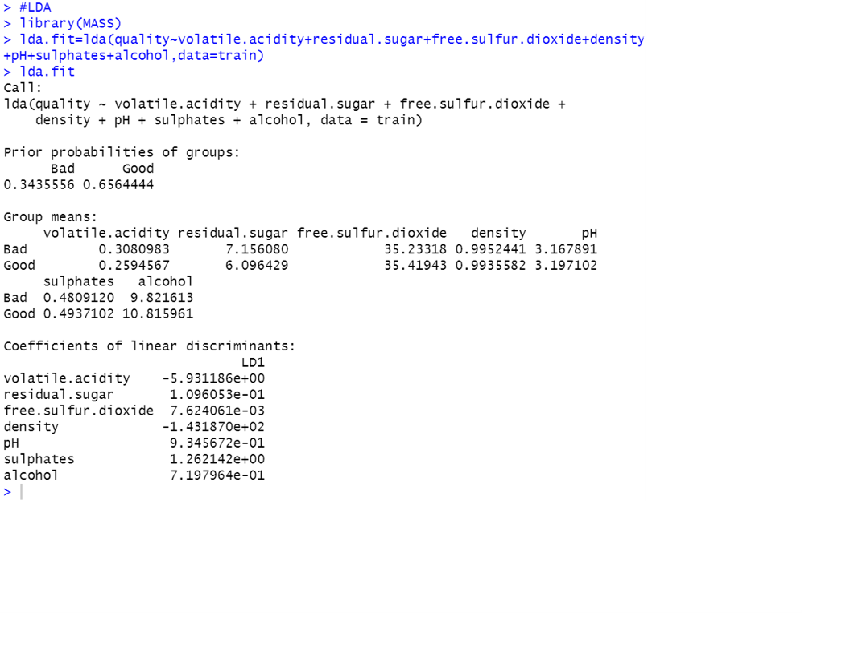 > #LDA
> library(MASS)
> lda.fit=lda(quality~volatile.acidity+residual.sugar+free.sulfur.dioxide+density
+pH+sulphates+alcohol,data=train)
> lda.fit
Call:
lda(quality ~ volatile.acidity + residual.sugar + free.sulfur.dioxide +
    density + pH + sulphates + alcohol, data = train)

Prior probabilities of groups:
      Bad      Good
0.3435556 0.6564444

Group means:
     volatile.acidity residual.sugar free.sulfur.dioxide   density       pH
Bad         0.3080983       7.156080            35.23318 0.9952441 3.167891
Good        0.2594567       6.096429            35.41943 0.9935582 3.197102
     sulphates   alcohol
Bad  0.4809120  9.821613
Good 0.4937102 10.815961

Coefficients of linear discriminants:
                              LD1
volatile.acidity    -5.931186e+00
residual.sugar       1.096053e-01
free.sulfur.dioxide  7.624061e-03
density             -1.431870e+02
pH                   9.345672e-01
sulphates            1.262142e+00
alcohol              7.197964e-01
>